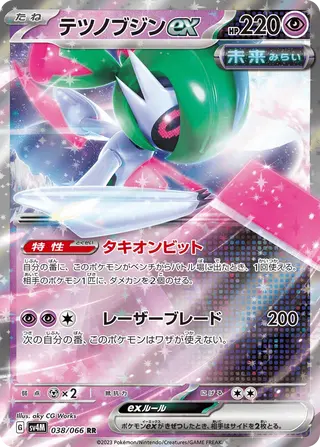 たね テツノブジンex HP220
未来 みらい
特性 とくせい タキオンビット
自分の番に、このポケモンがベンチからバトル場に出たとき、1回使える。
相手のポケモン1匹に、ダメカンを2個のせる。
レーザーブレード 200
次の自分の番、このポケモンはワザが使えない。
弱点 ×2 抵抗力 にげる
exルール
ポケモンexがきぜつしたとき、相手はサイドを2枚とる。
Illus. aky CG Works
G sv4M 038/066 RR
©2023 Pokémon/Nintendo/Creatures/GAME FREAK.